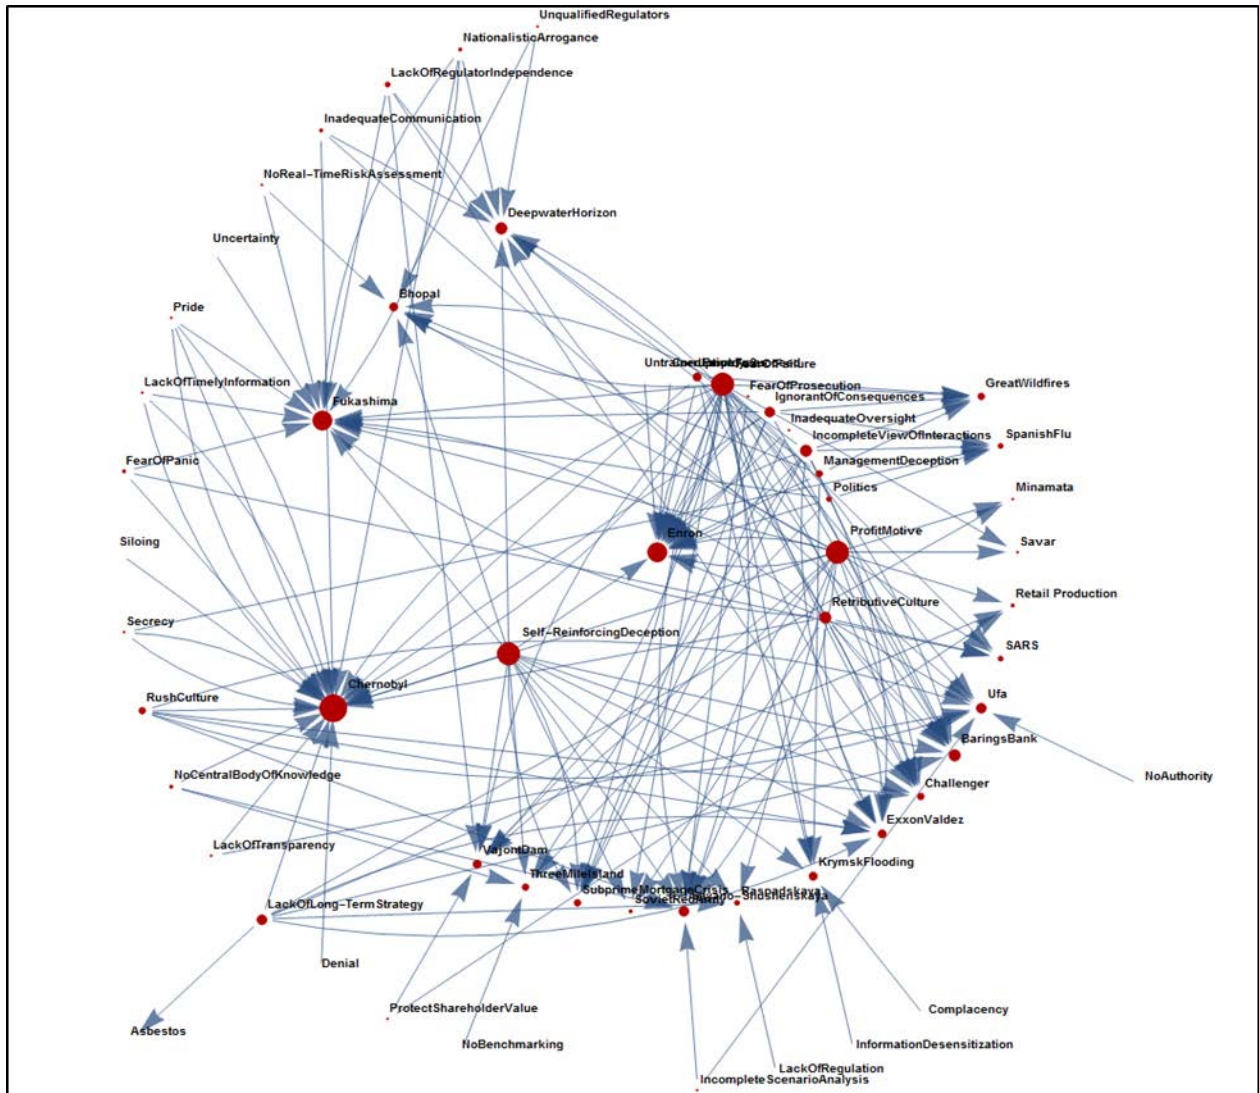 UnqualifiedRegulators
NationalisticArrogance
LackOfRegulatorIndependence
InadequateCommunication
NoReal-TimeRiskAssessment
DeepwaterHorizon
Uncertainty
Bhopal
Pride
GreatWildfires
LackOfTimelyInformation
FearOfProsecution
IgnorantOfConsequences
Fukashima
InadequateOversight
IncompleteViewOfInteractions
SpanishFlu
FearOfPanic
ManagementDeception
Politics
Minamata
Enron
ProfitMotive
Siloing
Savar
Retail Production
RetributiveCulture
Secrecy
Self-ReinforcingDeception
SARS
Chernobyl
RushCulture
Ufa
BaringsBank
NoCentralBodyOfKnowledge
NoAuthority
Challenger
ExxonValdez
LackOfTransparency
VajontDam
KrymskFlooding
ThreeMileIsland
SubprimeMortgageCrisis
Raspadskaya
LackOfLong-TermStrategy
Denial
Asbestos
ProtectShareholderValue
Complacency
NoBenchmarking
InformationDesensitization
LackOfRegulation
IncompleteScenarioAnalysis